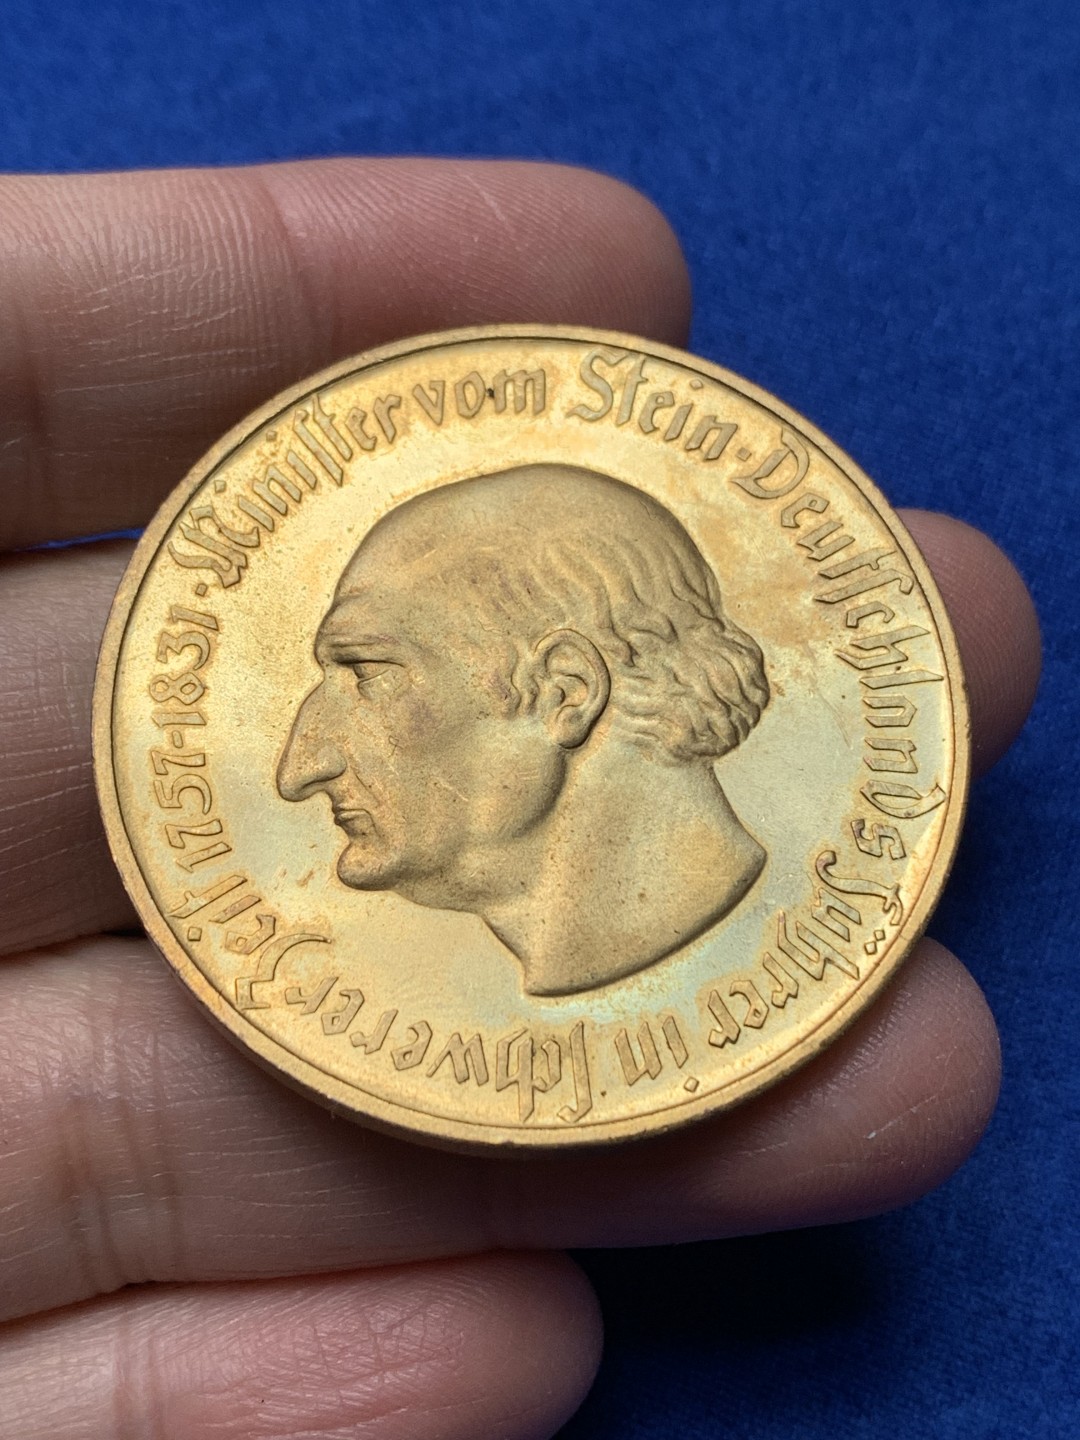 Minister vom Stein · Deutschlands Führer in schwerer Zeit 1757-1831 ·